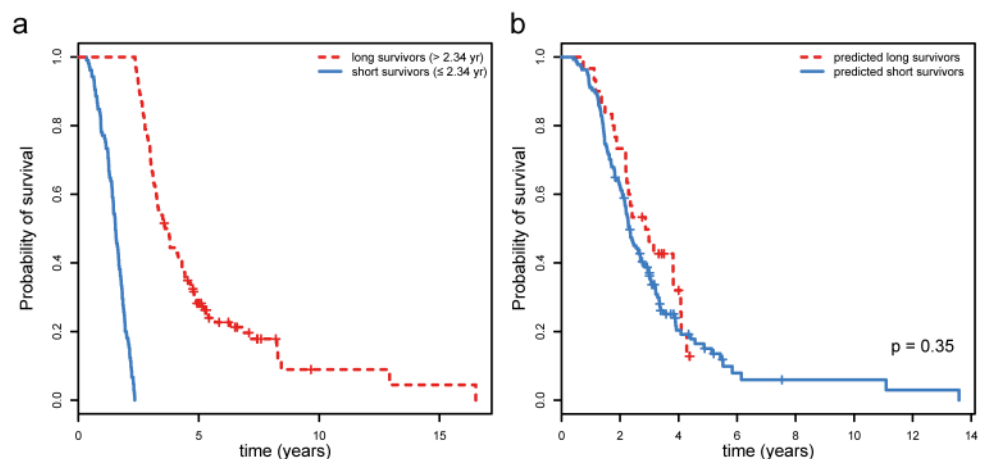 a
long survivors (> 2.34 yr)
short survivors (≤ 2.34 yr)
Probability of survival
1.0
0.8
0.6
0.4
0.2
0.0
0
5
10
15
time (years)
b
predicted long survivors
predicted short survivors
Probability of survival
1.0
0.8
0.6
0.4
0.2
0.0
p = 0.35
0
2
4
6
8
10
12
14
time (years)